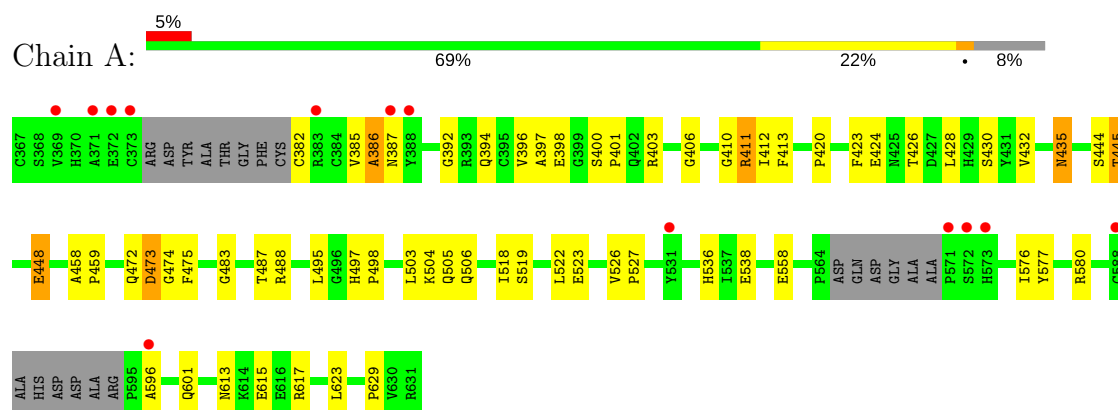 5%
Chain A:
69% 22% • 8%
C367 S368 V369 H370 A371 E372 C373 ARG ASP TYR ALA THR GLY PHE CYS C382 R383 C384 V385 A386 N387 Y388 G392 R393 Q394 C395 V396 A397 E398 G399 S400 P401 Q402 R403 G406 G410 R411 I412 F413 P420 F423 E424 N425 T426 D427 L428 H429 S430 Y431 V432 N435 S444 T445
E448 A458 P459 Q472 D473 G474 F475 G483 T487 R488 L495 G496 H497 P498 L503 K504 Q505 Q506 I518 S519 L522 E523 V526 P527 Y531 H536 I537 E538 E558 P564 ASP GLN ASP GLY ALA ALA P571 S572 H573 I576 Y577 R580 G588
ALA HIS ASP ASP ALA ARG P595 A596 Q601 N613 K614 E615 E616 R617 L623 P629 V630 R631